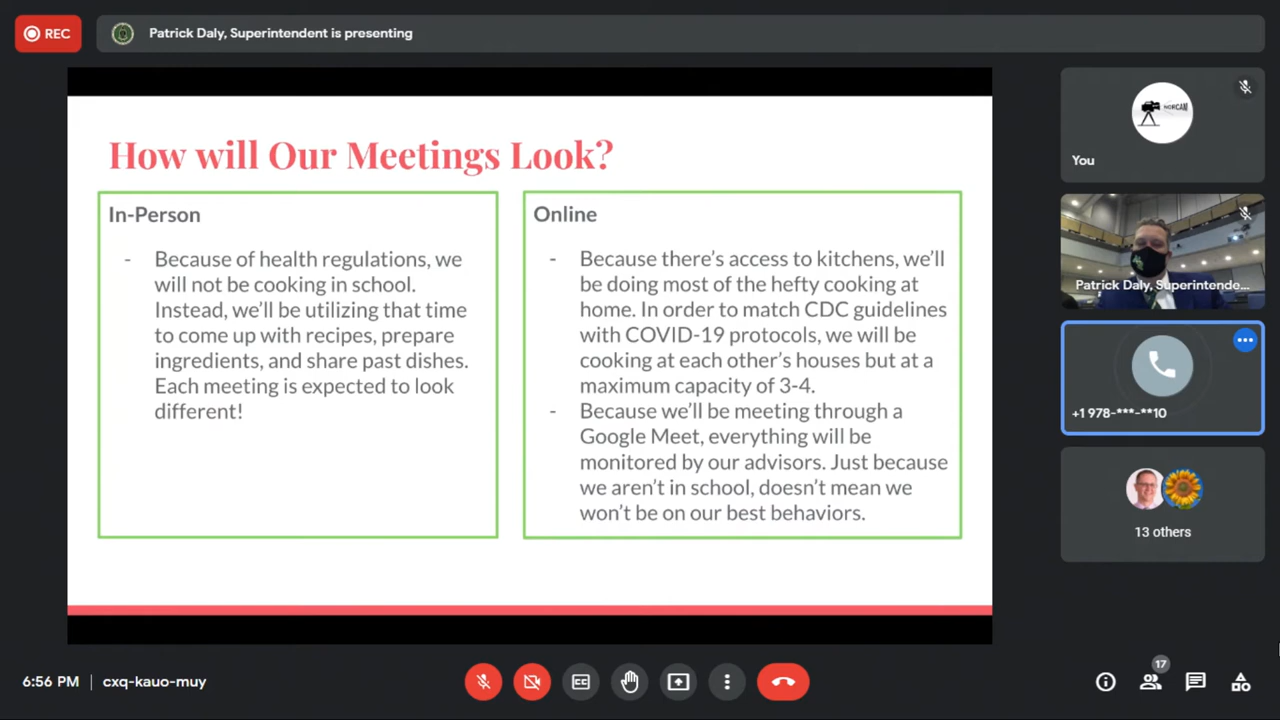 REC
Patrick Daly, Superintendent is presenting
How will Our Meetings Look?
In-Person
- Because of health regulations, we
will not be cooking in school.
Instead, we'll be utilizing that time
to come up with recipes, prepare
ingredients, and share past dishes.
Each meeting is expected to look
different!
Online
- Because there's access to kitchens, we'll
be doing most of the hefty cooking at
home. In order to match CDC guidelines
with COVID-19 protocols, we will be
cooking at each other's houses but at a
maximum capacity of 3-4.
- Because we'll be meeting through a
Google Meet, everything will be
monitored by our advisors. Just because
we aren't in school, doesn't mean we
won't be on our best behaviors.
NORCAM
You
Patrick Daly, Superintende...
+1 978-***-**10
13 others
6:56 PM | cxq-kauo-muy
CC
17